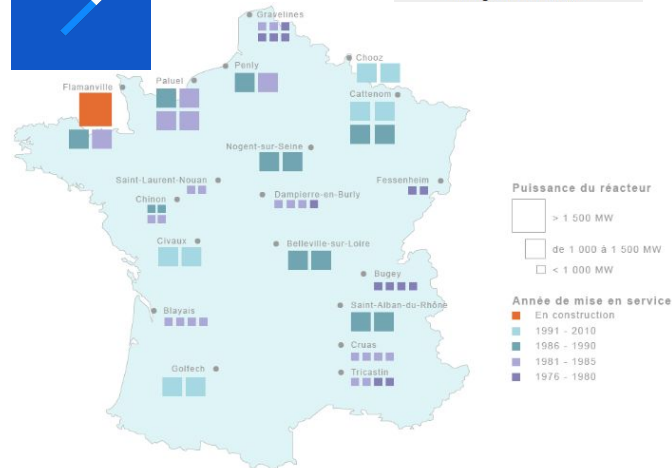 Gravelines
Chooz
Penly
Flamanville
Paluel
Cattenom
Nogent-sur-Seine
Saint-Laurent-Nouan
Fessenheim
Dampierre-en-Burly
Chinon
Civaux
Belleville-sur-Loire
Bugey
Blayais
Saint-Alban-du-Rhône
Cruas
Golfech
Tricastin
Puissance du réacteur
> 1 500 MW
de 1 000 à 1 500 MW
< 1 000 MW
Année de mise en service
En construction
1991 - 2010
1986 - 1990
1981 - 1985
1976 - 1980